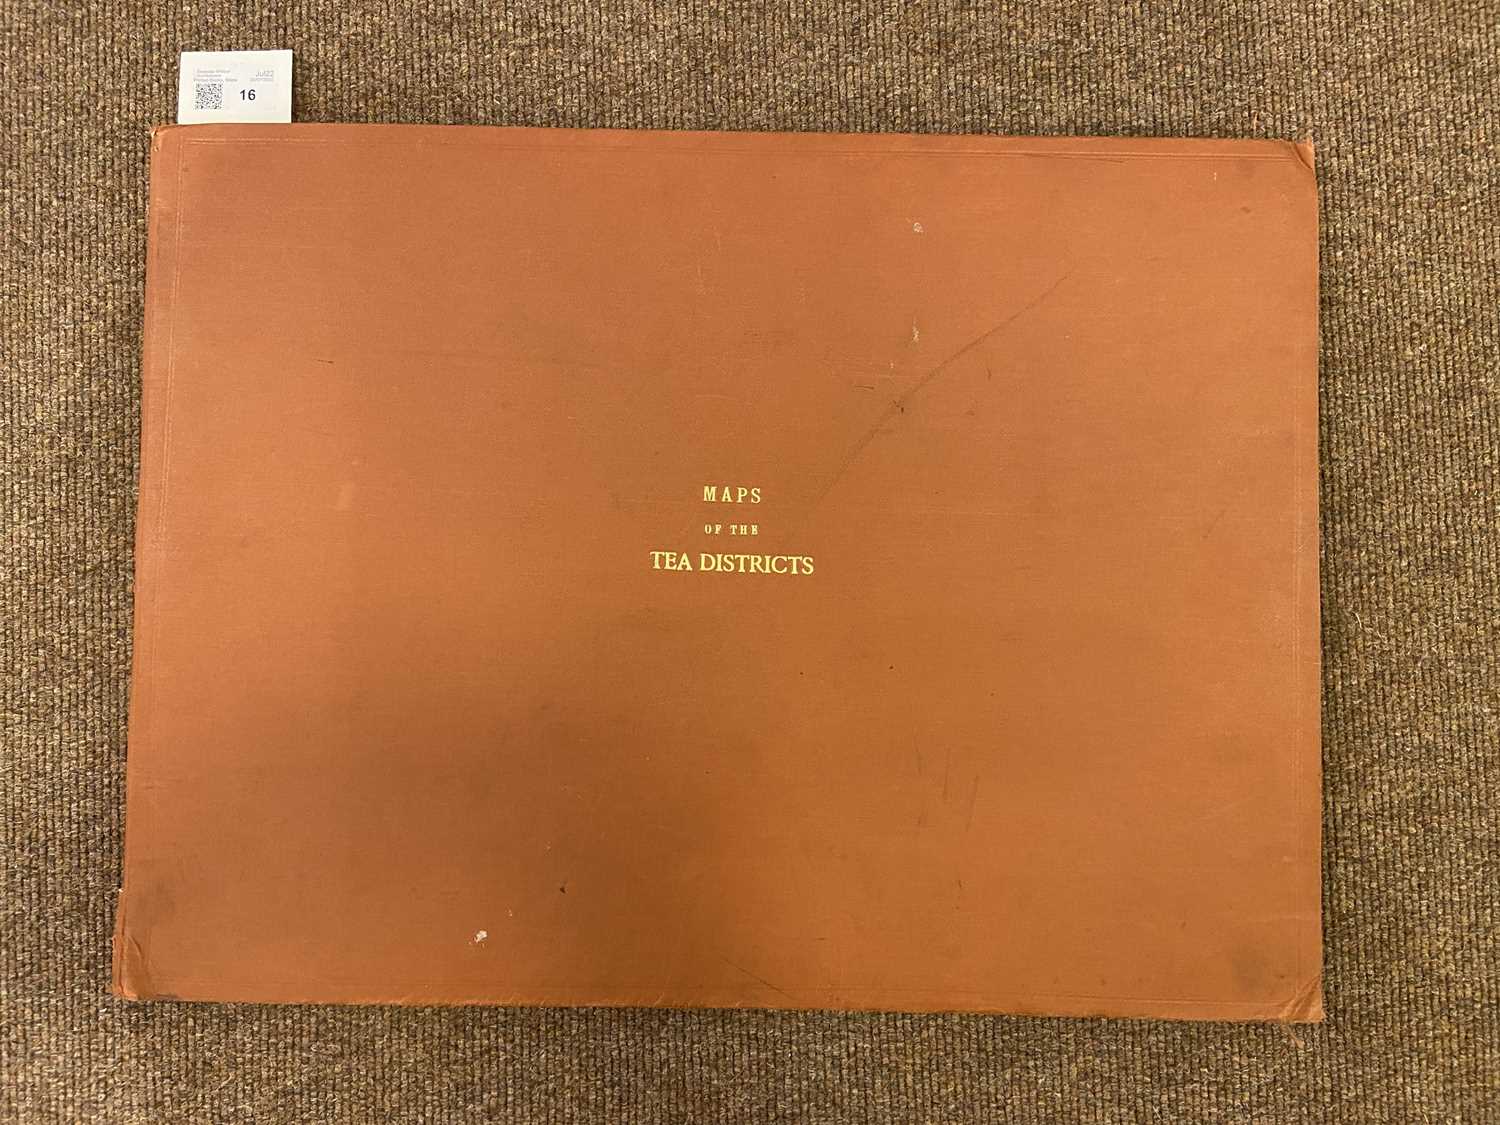 Jul22
16
MAPS
OF THE
TEA DISTRICTS